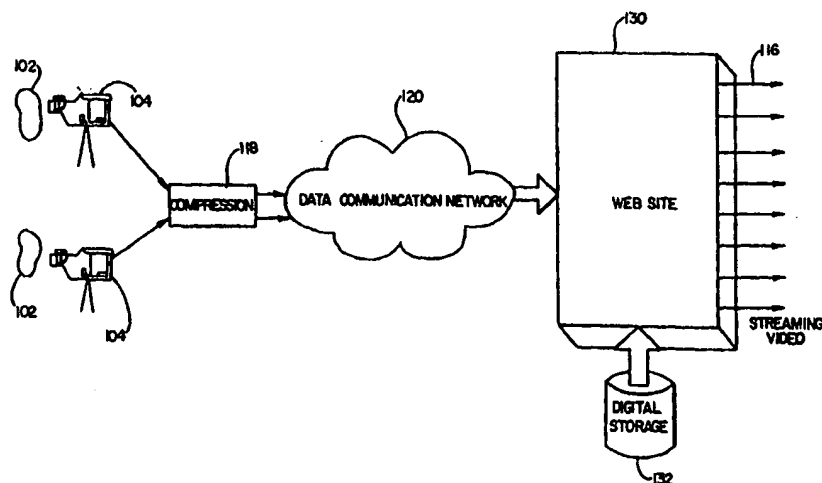 130
116
102
104
120
118
COMPRESSION
DATA COMMUNICATION NETWORK
WEB SITE
102
104
STREAMING
VIDEO
DIGITAL
STORAGE
132